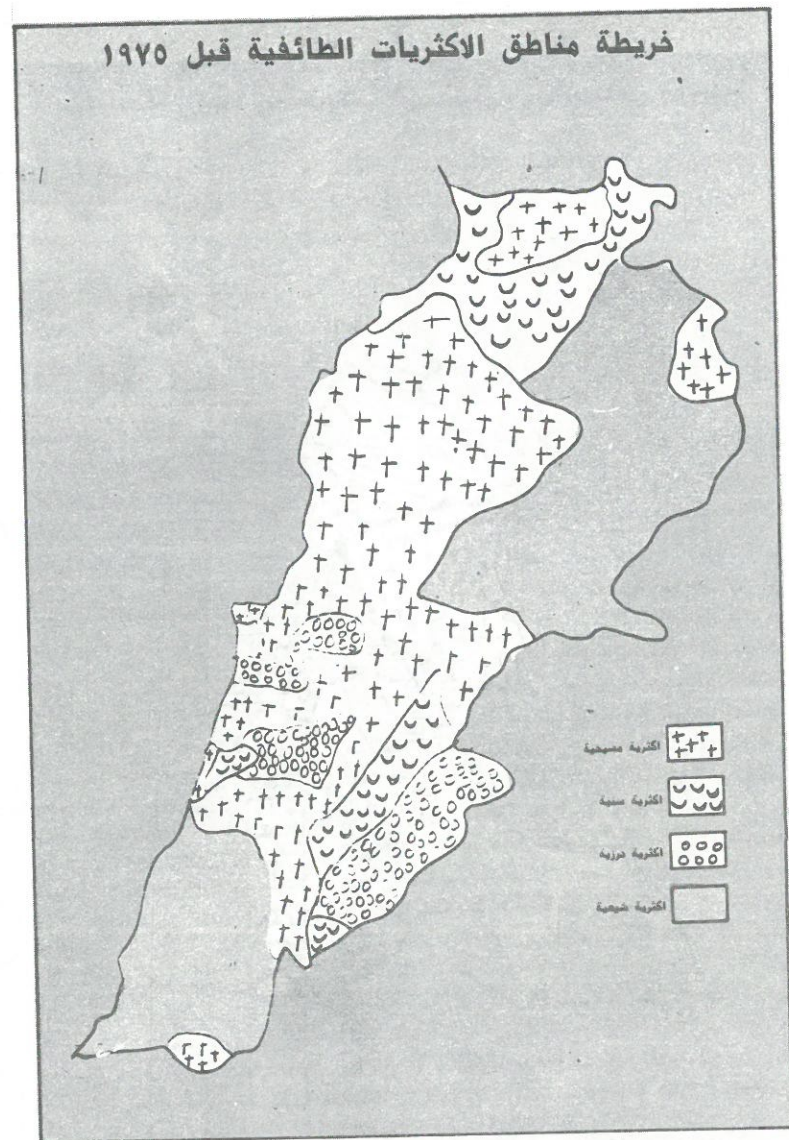 خريطة مناطق الاكثريات الطائفية قبل ١٩٧٥
اكثرية مسيحية
اكثرية سنية
اكثرية درزية
اكثرية شيعية